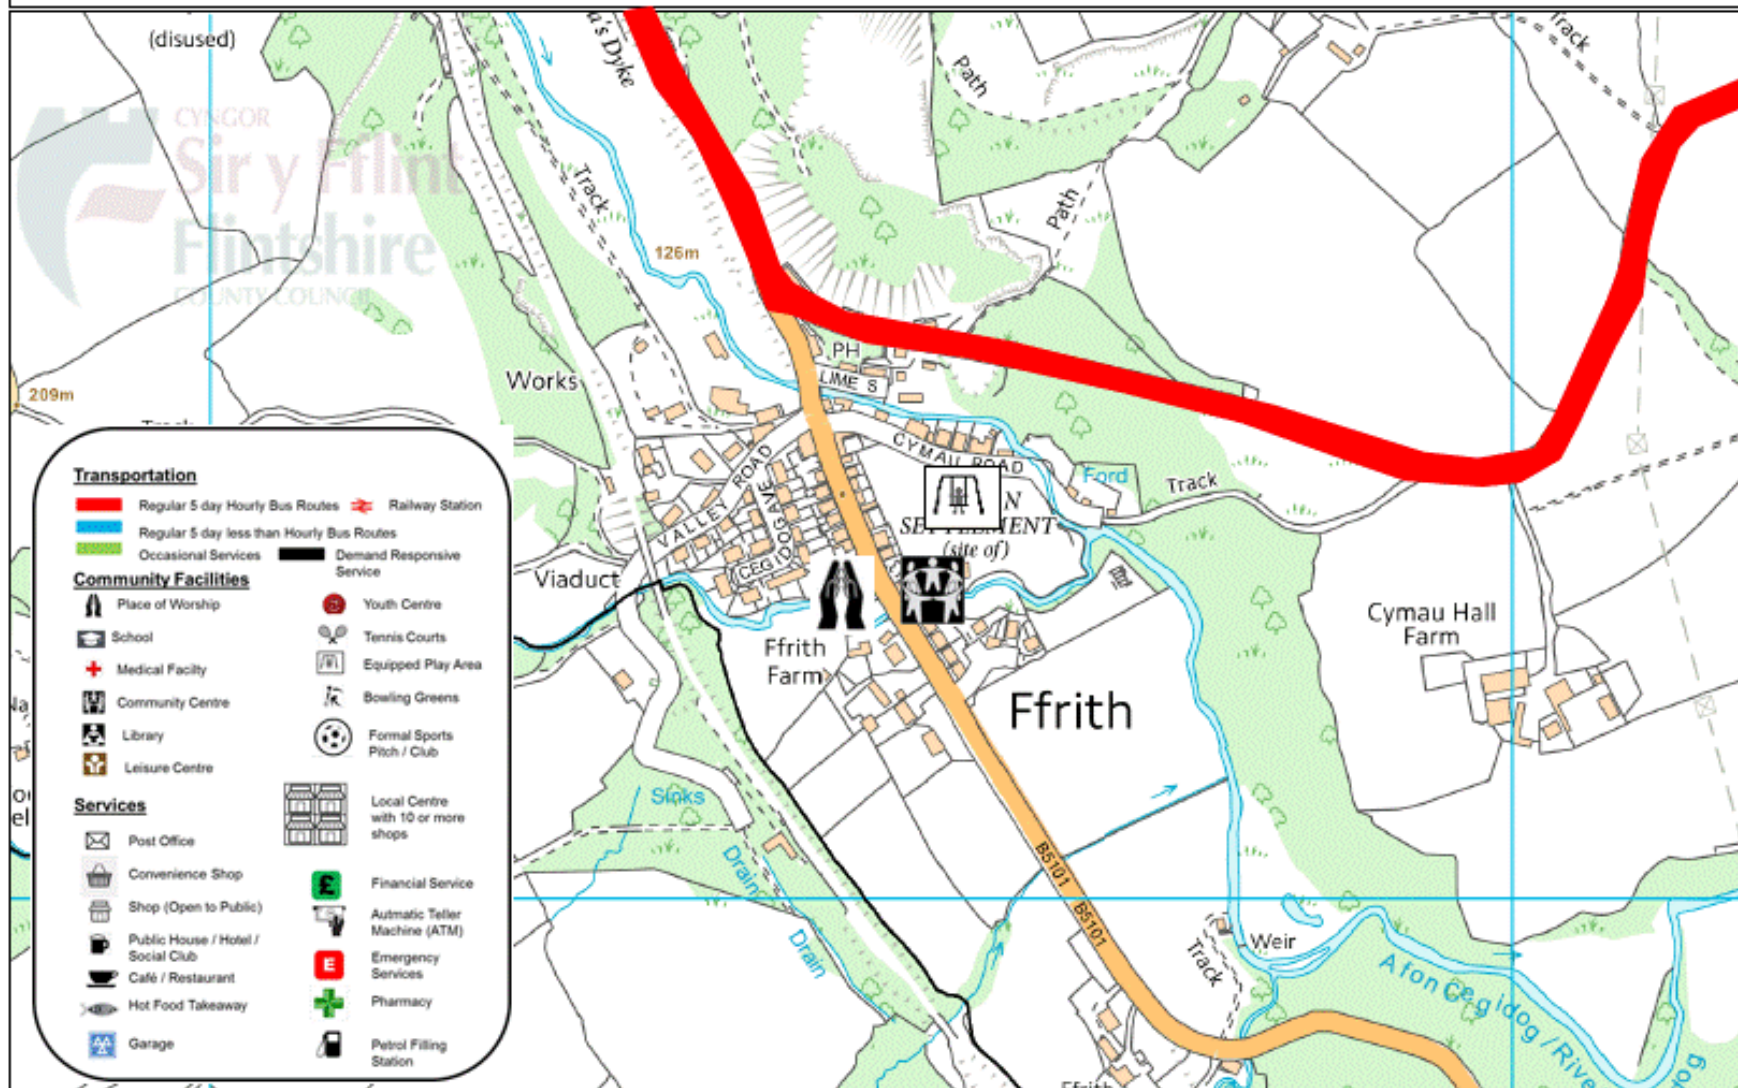 (disused)
a's Dyke
Path
Track
CYNGOR
Sir y Fflint
Flintshire
COUNTY COUNCIL
Track
Path
126m
PH
LIME S
Works
209m
CYMAU ROAD
VALLEY ROAD
CEGIDOG AVE
Ford
Track
N
SETTLEMENT
(site of)
Viaduct
Cymau Hall
Farm
Ffrith
Farm
Ffrith
Sinks
Drain
Drain
B5101
B5101
Weir
Track
Afon Cegidog / Rive
og
Ffrith
Transportation
Regular 5 day Hourly Bus Routes
Railway Station
Regular 5 day less than Hourly Bus Routes
Occasional Services
Demand Responsive
Service
Community Facilities
Place of Worship
Youth Centre
School
Tennis Courts
Medical Facilty
Equipped Play Area
Community Centre
Bowling Greens
Library
Formal Sports
Pitch / Club
Leisure Centre
Services
Local Centre
with 10 or more
shops
Post Office
Convenience Shop
Financial Service
Shop (Open to Public)
Autmatic Teller
Machine (ATM)
Public House / Hotel /
Social Club
E
Emergency
Services
Café / Restaurant
Hot Food Takeaway
Pharmacy
Garage
Petrol Filling
Station